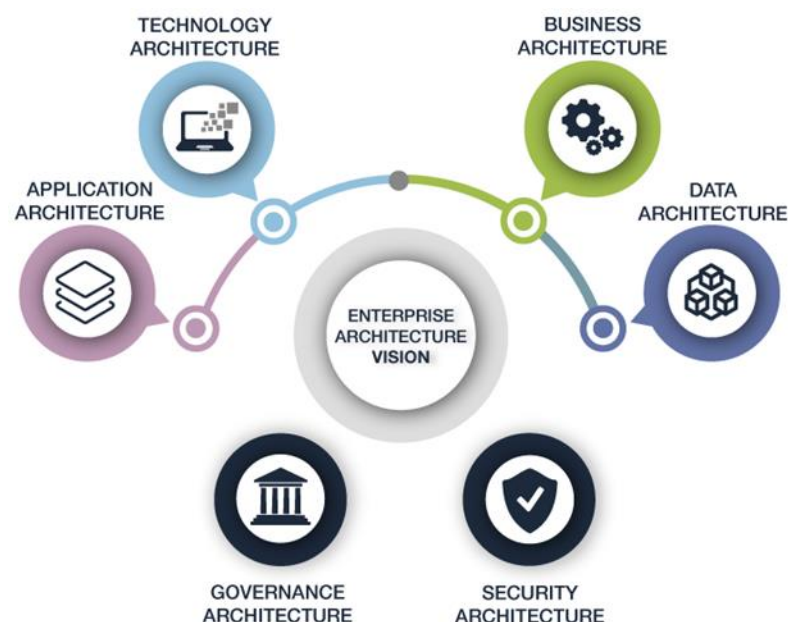 TECHNOLOGY
ARCHITECTURE
BUSINESS
ARCHITECTURE
APPLICATION
ARCHITECTURE
DATA
ARCHITECTURE
ENTERPRISE
ARCHITECTURE
VISION
GOVERNANCE
ARCHITECTURE
SECURITY
ARCHITECTURE